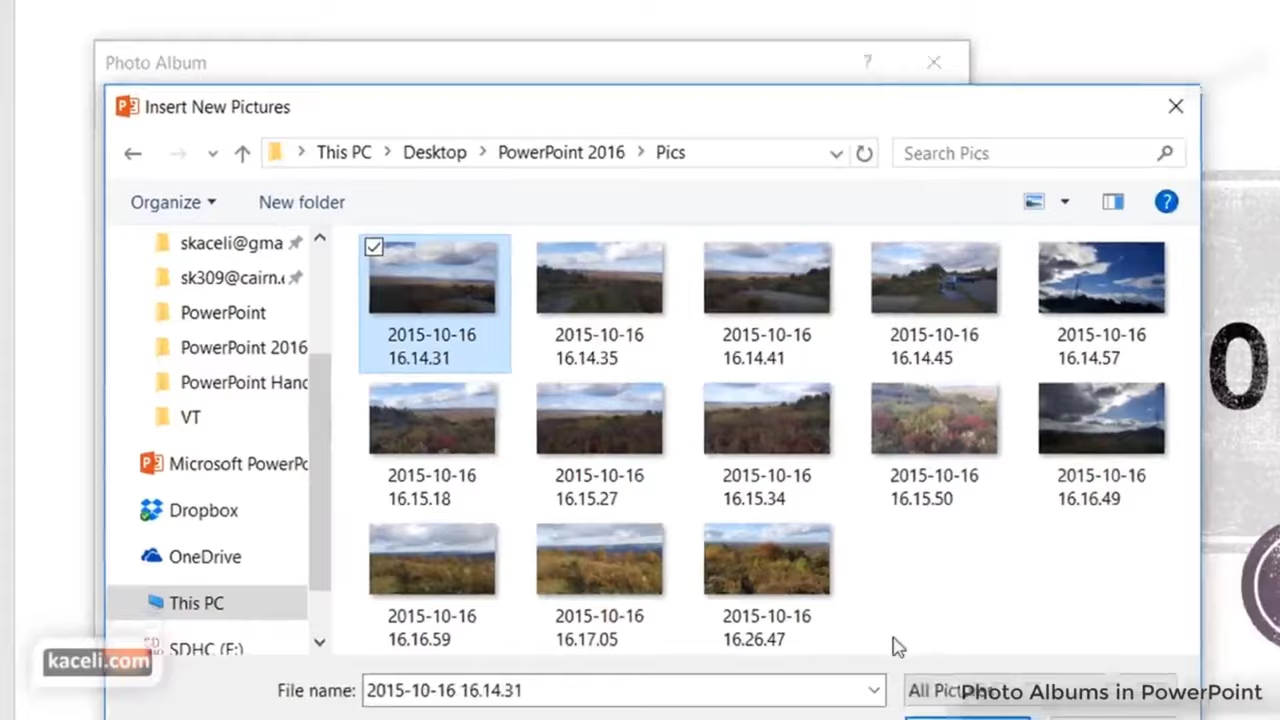 Photo Album
?
Insert New Pictures
This PC > Desktop > PowerPoint 2016 > Pics
Search Pics
Organize
New folder
?
skaceli@gma
sk309@cairn.e
PowerPoint
PowerPoint 2016
PowerPoint Hand
VT
Microsoft PowerPo
Dropbox
OneDrive
This PC
SDHC (F:)
2015-10-16
16.14.31
2015-10-16
16.14.35
2015-10-16
16.14.41
2015-10-16
16.14.45
2015-10-16
16.14.57
2015-10-16
16.15.18
2015-10-16
16.15.27
2015-10-16
16.15.34
2015-10-16
16.15.50
2015-10-16
16.16.49
2015-10-16
16.16.59
2015-10-16
16.17.05
2015-10-16
16.26.47
0
kaceli.com
File name: 2015-10-16 16.14.31
All
Photo Albums in PowerPoint